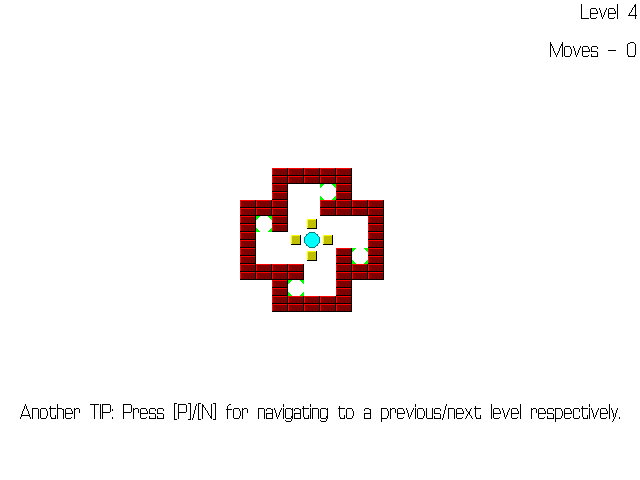 Level 4
Moves - 0
Another TIP: Press [P]/[N] for navigating to a previous/next level respectively.